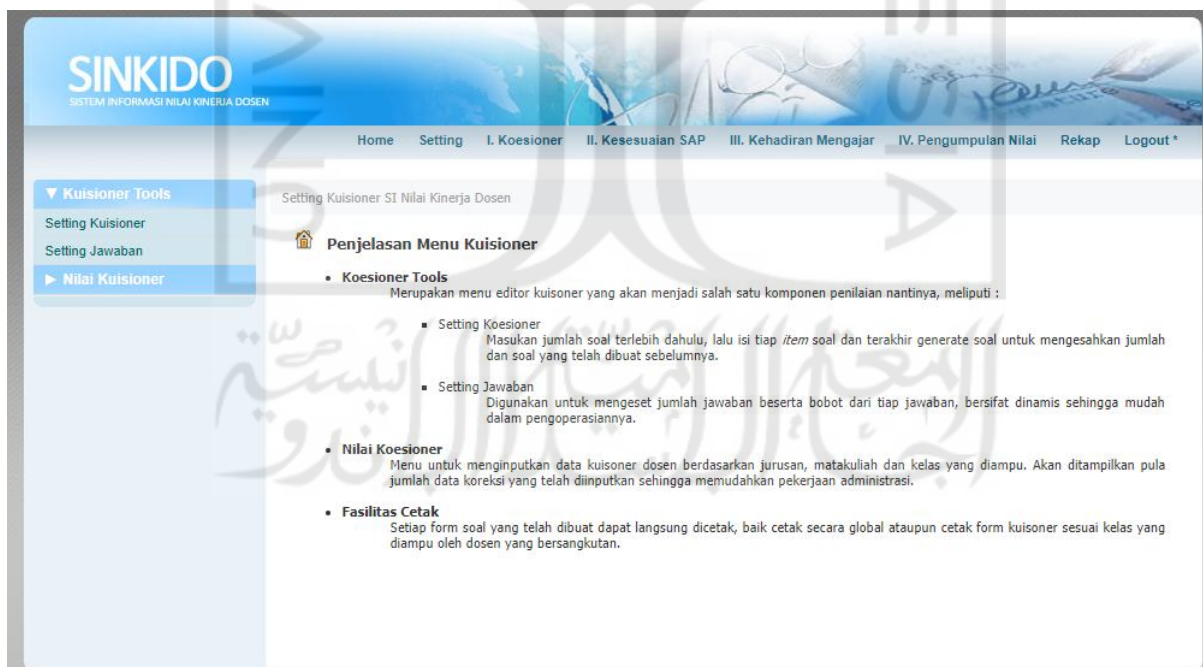 SINKIDO
SISTEM INFORMASI NILAI KINERJA DOSEN
Home Setting I. Koesioner II. Kesesuaian SAP III. Kehadiran Mengajar IV. Pengumpulan Nilai Rekap Logout *
▼ Kuisioner Tools
Setting Kuisioner
Setting Jawaban
► Nilai Kuisioner
Setting Kuisioner SI Nilai Kinerja Dosen
Penjelasan Menu Kuisioner
• Koesioner Tools
Merupakan menu editor kuisoner yang akan menjadi salah satu komponen penilaian nantinya, meliputi :
▪ Setting Koesioner
Masukan jumlah soal terlebih dahulu, lalu isi tiap item soal dan terakhir generate soal untuk mengesahkan jumlah
dan soal yang telah dibuat sebelumnya.
▪ Setting Jawaban
Digunakan untuk mengeset jumlah jawaban beserta bobot dari tiap jawaban, bersifat dinamis sehingga mudah
dalam pengoperasiannya.
• Nilai Koesioner
Menu untuk menginputkan data kuisoner dosen berdasarkan jurusan, matakuliah dan kelas yang diampu. Akan ditampilkan pula
jumlah data koreksi yang telah diinputkan sehingga memudahkan pekerjaan administrasi.
• Fasilitas Cetak
Setiap form soal yang telah dibuat dapat langsung dicetak, baik cetak secara global ataupun cetak form kuisoner sesuai kelas yang
diampu oleh dosen yang bersangkutan.